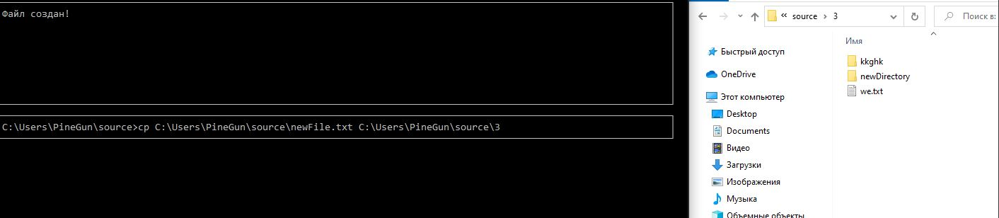 Файл создан!
C:\Users\PineGun\source>cp C:\Users\PineGun\source\newFile.txt C:\Users\PineGun\source\3
« source › 3
Поиск в:
Быстрый доступ
OneDrive
Этот компьютер
Desktop
Documents
Видео
Загрузки
Изображения
Музыка
Объемные объекты
Имя
kkghk
newDirectory
we.txt